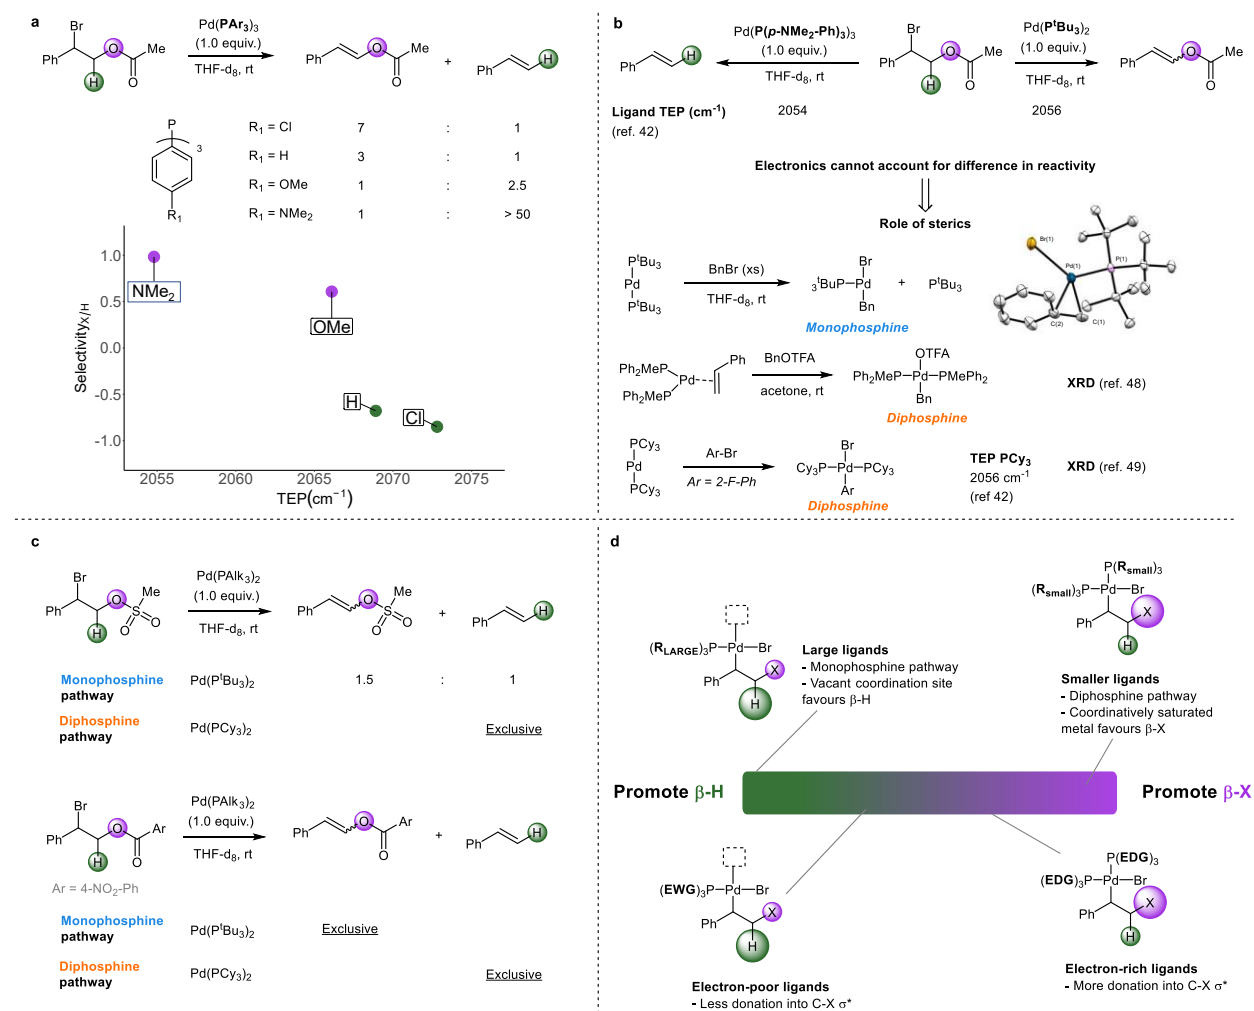 a
Br
Ph
O
Me
H
O
Pd(PAr₃)₃
(1.0 equiv.)
THF-d₈, rt
Ph
O
Me
O
+
Ph
H
P
3
R₁
R₁ = Cl 7 : 1
R₁ = H 3 : 1
R₁ = OMe 1 : 2.5
R₁ = NMe2 1 : > 50
Selectivity X/H
1.0
0.5
0.0
-0.5
-1.0
NMe₂
OMe
H
Cl
2055 2060 2065 2070 2075
TEP(cm⁻¹)
b
Ph
H
Pd(P(p-NMe₂-Ph)₃)₃
(1.0 equiv.)
THF-d₈, rt
Br
Ph
O
Me
H
O
Pd(PᵗBu₃)₂
(1.0 equiv.)
THF-d₈, rt
Ph
O
Me
O
Ligand TEP (cm⁻¹) 2054 2056
(ref. 42)
Electronics cannot account for difference in reactivity
Role of sterics
PᵗBu₃
Pd
PᵗBu₃
BnBr (xs)
THF-d₈, rt
Br
₃ᵗBuP Pd
Bn
+ PᵗBu₃
Monophosphine
Br(1)
Pd(1)
P(1)
C(2)
C(1)
Ph₂MeP
Ph₂MeP
Pd
Ph
BnOTFA
acetone, rt
OTFA
Ph₂MeP Pd PMePh₂
Bn
Diphosphine
XRD (ref. 48)
PCy₃
Pd
PCy₃
Ar-Br
Ar = 2-F-Ph
Br
Cy₃P Pd PCy₃
Ar
Diphosphine
TEP PCy₃
2056 cm⁻¹
(ref 42)
XRD (ref. 49)
c
Br
Ph
O
Me
S
O
O
H
Pd(PAlk₃)₂
(1.0 equiv.)
THF-d₈, rt
Ph
O
Me
S
O
O
+
Ph
H
Monophosphine
pathway
Pd(PᵗBu₃)₂ 1.5 : 1
Diphosphine
pathway
Pd(PCy₃)₂ Exclusive
Br
Ph
O
Ar
H
O
Ar = 4-NO₂-Ph
Pd(PAlk₃)₂
(1.0 equiv.)
THF-d₈, rt
Ph
O
Ar
O
+
Ph
H
Monophosphine
pathway
Pd(PᵗBu₃)₂ Exclusive
Diphosphine
pathway
Pd(PCy₃)₂ Exclusive
d
(R_LARGE)₃P Pd Br
Ph
X
H
Large ligands
- Monophosphine pathway
- Vacant coordination site
favours β-H
P(R_small)₃
(R_small)₃P Pd Br
Ph
X
H
Smaller ligands
- Diphosphine pathway
- Coordinatively saturated
metal favours β-X
Promote β-H
Promote β-X
(EWG)₃P Pd Br
Ph
X
H
Electron-poor ligands
- Less donation into C-X σ*
P(EDG)₃
(EDG)₃P Pd Br
Ph
X
H
Electron-rich ligands
- More donation into C-X σ*